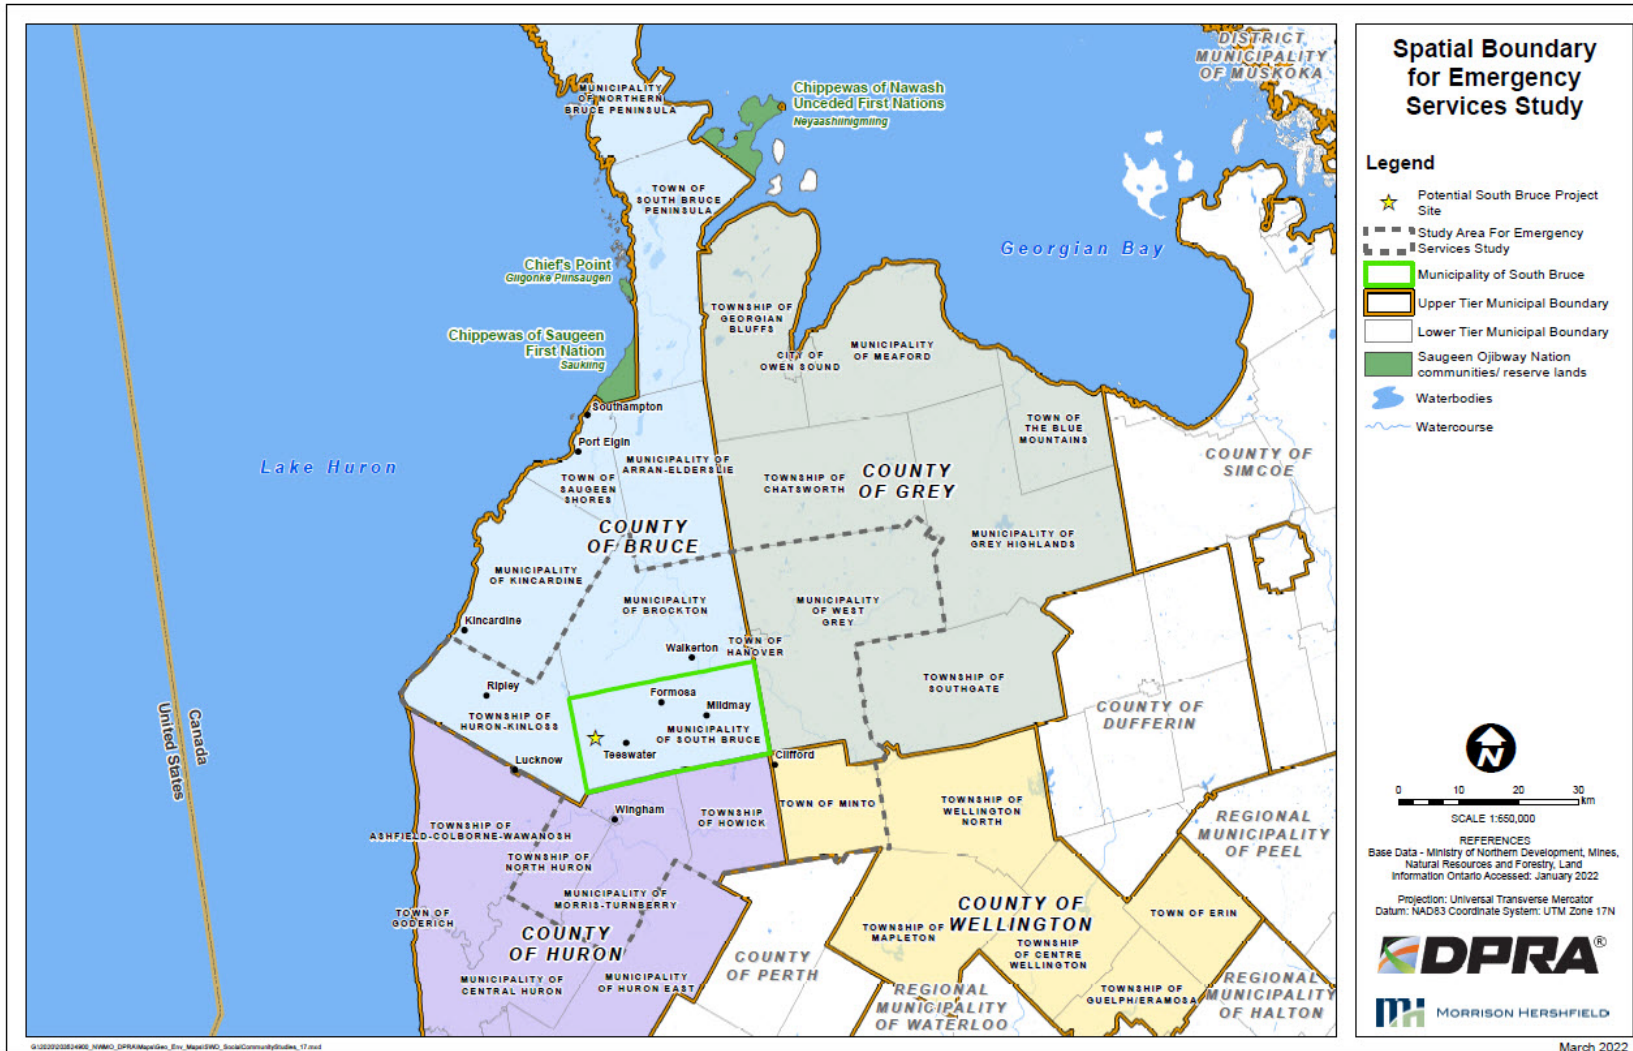 DISTRICT
MUNICIPALITY
OF MUSKOKA
MUNICIPALITY
OF NORTHERN
BRUCE PENINSULA
Chippewas of Nawash
Unceded First Nations
Neyaashiinigmiing
TOWN OF
SOUTH BRUCE
PENINSULA
Georgian Bay
Chief's Point
Giigonke Piinsaugen
TOWNSHIP OF
GEORGIAN
BLUFFS
Chippewas of Saugeen
First Nation
Saukiing
CITY OF
OWEN SOUND
MUNICIPALITY
OF MEAFORD
Southampton
TOWN OF
THE BLUE
MOUNTAINS
Port Elgin
Lake Huron
MUNICIPALITY OF
ARRAN-ELDERSLIE
TOWN OF
SAUGEEN
SHORES
TOWNSHIP OF
CHATSWORTH
COUNTY
OF GREY
COUNTY OF
SIMCOE
COUNTY
OF BRUCE
MUNICIPALITY OF
GREY HIGHLANDS
MUNICIPALITY
OF KINCARDINE
MUNICIPALITY
OF BROCKTON
MUNICIPALITY
OF WEST
GREY
Kincardine
Walkerton
TOWN OF
HANOVER
Ripley
Formosa
Mildmay
TOWNSHIP OF
SOUTHGATE
TOWNSHIP OF
HURON-KINLOSS
MUNICIPALITY
OF SOUTH BRUCE
COUNTY OF
DUFFERIN
Canada
United States
Teeswater
Lucknow
Clifford
Wingham
TOWN OF MINTO
TOWNSHIP OF
WELLINGTON
NORTH
TOWNSHIP
OF HOWICK
TOWNSHIP OF
ASHFIELD-COLBORNE-WAWANOSH
TOWNSHIP OF
NORTH HURON
REGIONAL
MUNICIPALITY
OF PEEL
MUNICIPALITY OF
MORRIS-TURNBERRY
TOWN OF
GODERICH
COUNTY
OF HURON
COUNTY OF
WELLINGTON
TOWN OF ERIN
TOWNSHIP OF
MAPLETON
TOWNSHIP
OF CENTRE
WELLINGTON
COUNTY
OF PERTH
MUNICIPALITY OF
CENTRAL HURON
MUNICIPALITY
OF HURON EAST
REGIONAL
MUNICIPALITY
OF WATERLOO
TOWNSHIP OF
GUELPH/ERAMOSA
REGIONAL
MUNICIPALITY
OF HALTON
Spatial Boundary
for Emergency
Services Study
Legend
Potential South Bruce Project
Site
Study Area For Emergency
Services Study
Municipality of South Bruce
Upper Tier Municipal Boundary
Lower Tier Municipal Boundary
Saugeen Ojibway Nation
communities/ reserve lands
Waterbodies
Watercourse
N
0 10 20 30
km
SCALE 1:650,000
REFERENCES
Base Data - Ministry of Northern Development, Mines,
Natural Resources and Forestry, Land
Information Ontario Accessed: January 2022
Projection: Universal Transverse Mercator
Datum: NAD83 Coordinate System: UTM Zone 17N
DPRA®
MH MORRISON HERSHFIELD
March 2022